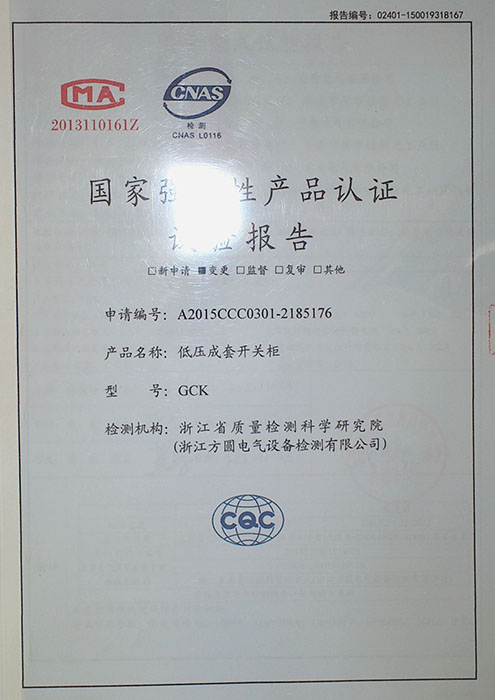 报告编号：02401-150019318167
MA
CNAS
2013110161Z
检测
CNAS L0116
国家强 性产品认证
试验报告
□新申请 ■变更 □监督 □复审 □其他
申请编号：A2015CCC0301-2185176
产品名称：低压成套开关柜
型 号：GCK
检测机构：浙江省质量检测科学研究院
(浙江方圆电气设备检测有限公司)
CQC